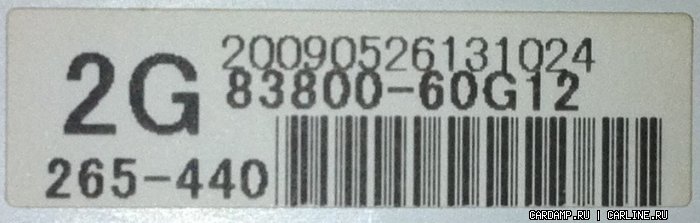 20090526131024
2G 83800-60G12
265-440
CARDAMP.RU | CARLINE.RU